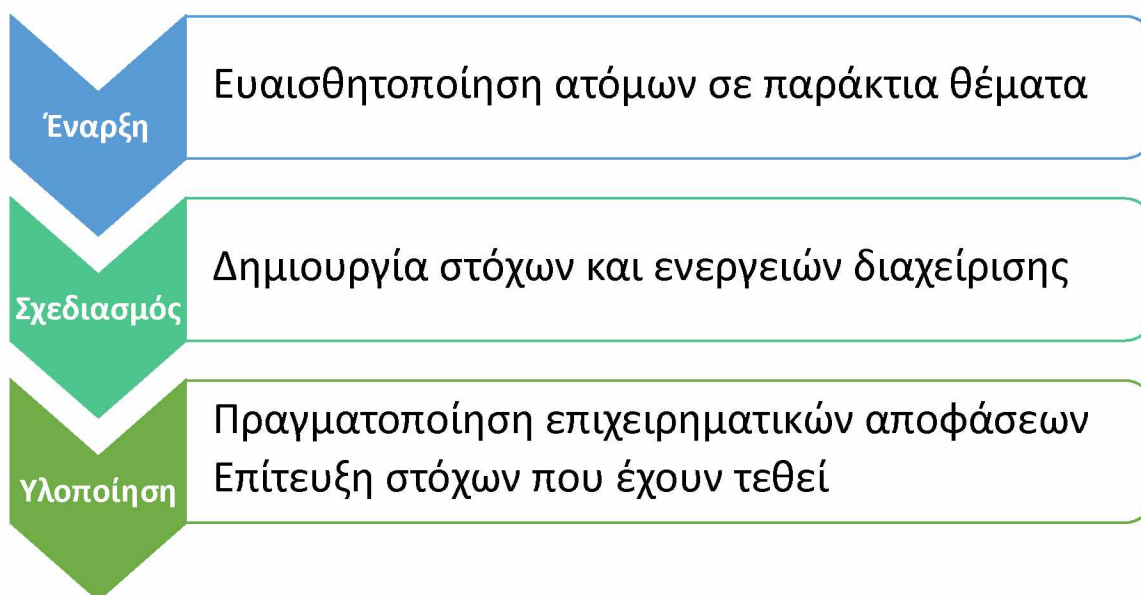 Έναρξη
Ευαισθητοποίηση ατόμων σε παράκτια θέματα
Σχεδιασμός
Δημιουργία στόχων και ενεργειών διαχείρισης
Υλοποίηση
Πραγματοποίηση επιχειρηματικών αποφάσεων
Επίτευξη στόχων που έχουν τεθεί